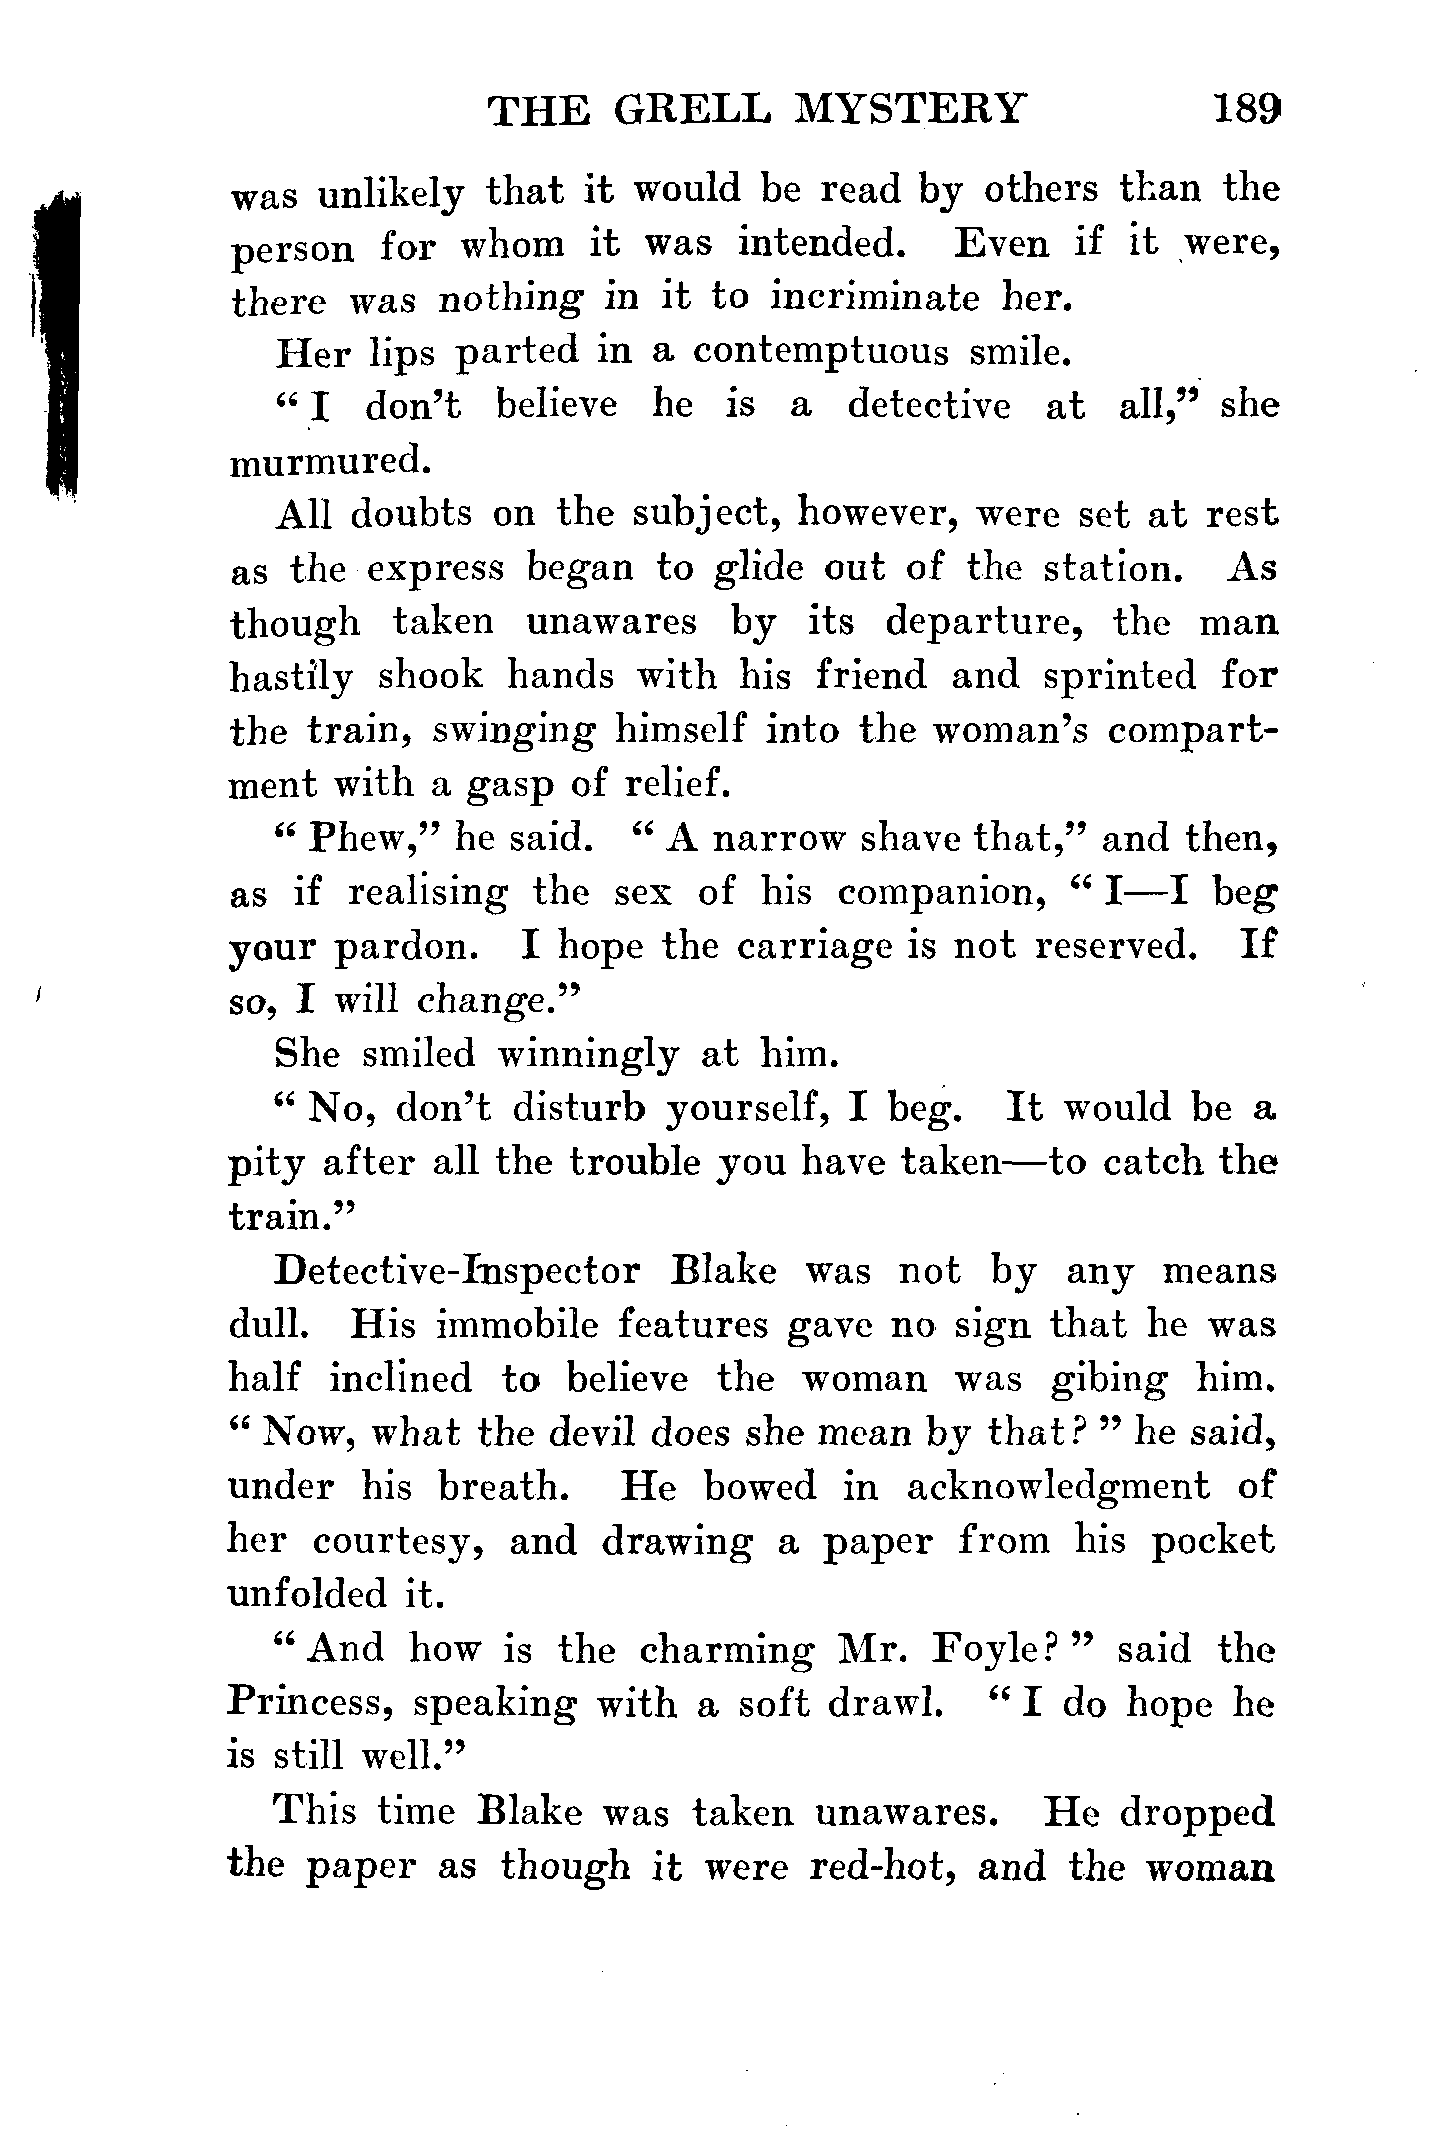 THE GRELL MYSTERY 189
was unlikely that it would be read by others than the
person for whom it was intended. Even if it were,
there was nothing in it to incriminate her.
Her lips parted in a contemptuous smile.
“ I don’t believe he is a detective at all,” she
murmured.
All doubts on the subject, however, were set at rest
as the express began to glide out of the station. As
though taken unawares by its departure, the man
hastily shook hands with his friend and sprinted for
the train, swinging himself into the woman’s compart-
ment with a gasp of relief.
“ Phew,” he said. “ A narrow shave that,” and then,
as if realising the sex of his companion, “ I—I beg
your pardon. I hope the carriage is not reserved. If
so, I will change.”
She smiled winningly at him.
“ No, don’t disturb yourself, I beg. It would be a
pity after all the trouble you have taken—to catch the
train.”
Detective-Inspector Blake was not by any means
dull. His immobile features gave no sign that he was
half inclined to believe the woman was gibing him.
“ Now, what the devil does she mean by that? ” he said,
under his breath. He bowed in acknowledgment of
her courtesy, and drawing a paper from his pocket
unfolded it.
“ And how is the charming Mr. Foyle? ” said the
Princess, speaking with a soft drawl. “ I do hope he
is still well.”
This time Blake was taken unawares. He dropped
the paper as though it were red-hot, and the woman